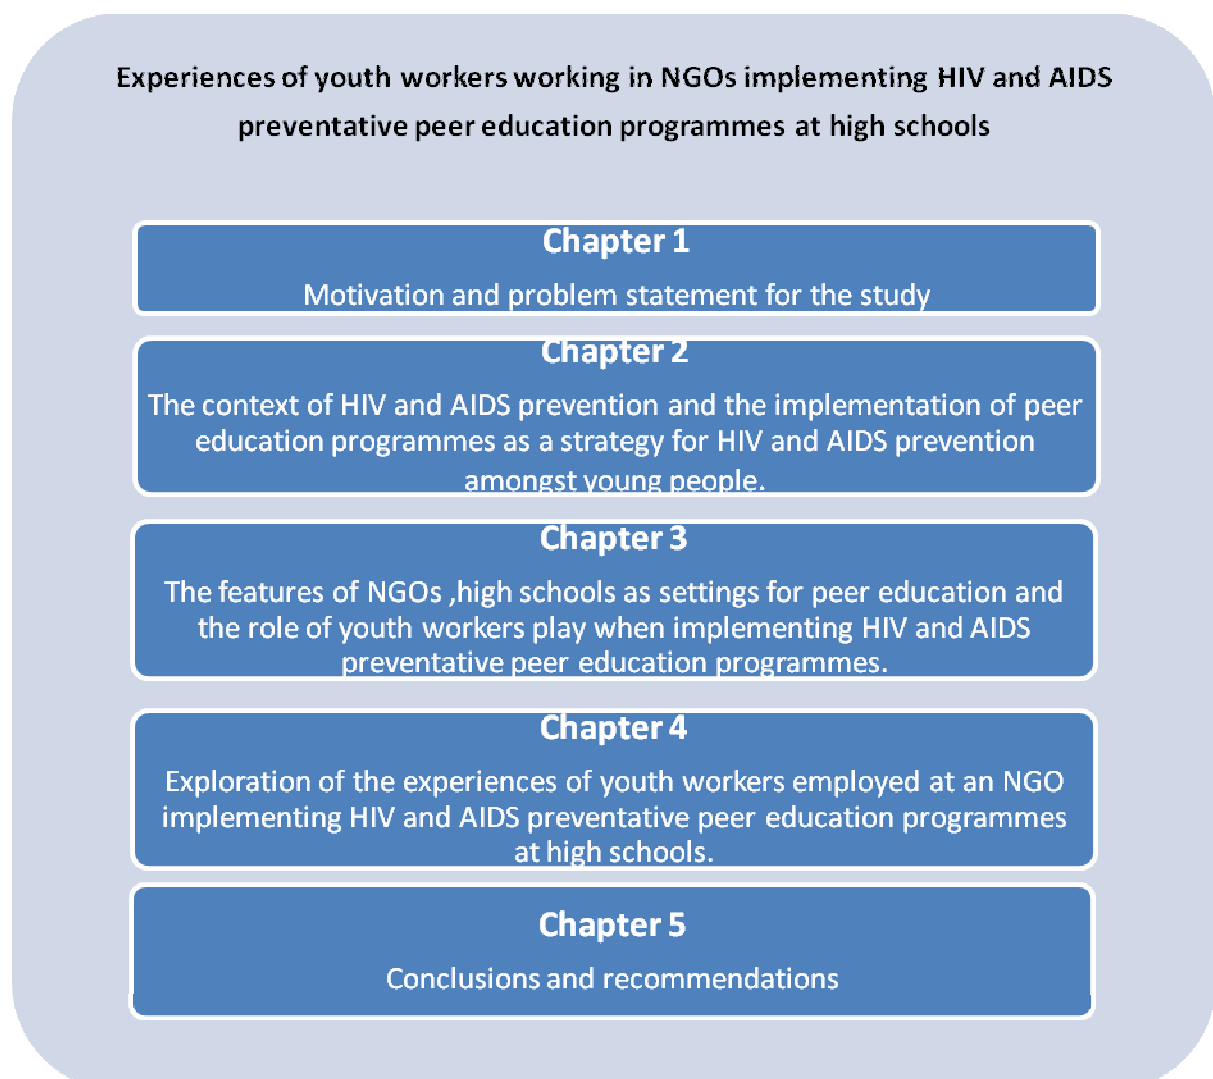 Experiences of youth workers working in NGOs implementing HIV and AIDS
preventative peer education programmes at high schools
Chapter 1
Motivation and problem statement for the study
Chapter 2
The context of HIV and AIDS prevention and the implementation of peer
education programmes as a strategy for HIV and AIDS prevention
amongst young people.
Chapter 3
The features of NGOs ,high schools as settings for peer education and
the role of youth workers play when implementing HIV and AIDS
preventative peer education programmes.
Chapter 4
Exploration of the experiences of youth workers employed at an NGO
implementing HIV and AIDS preventative peer education programmes
at high schools.
Chapter 5
Conclusions and recommendations